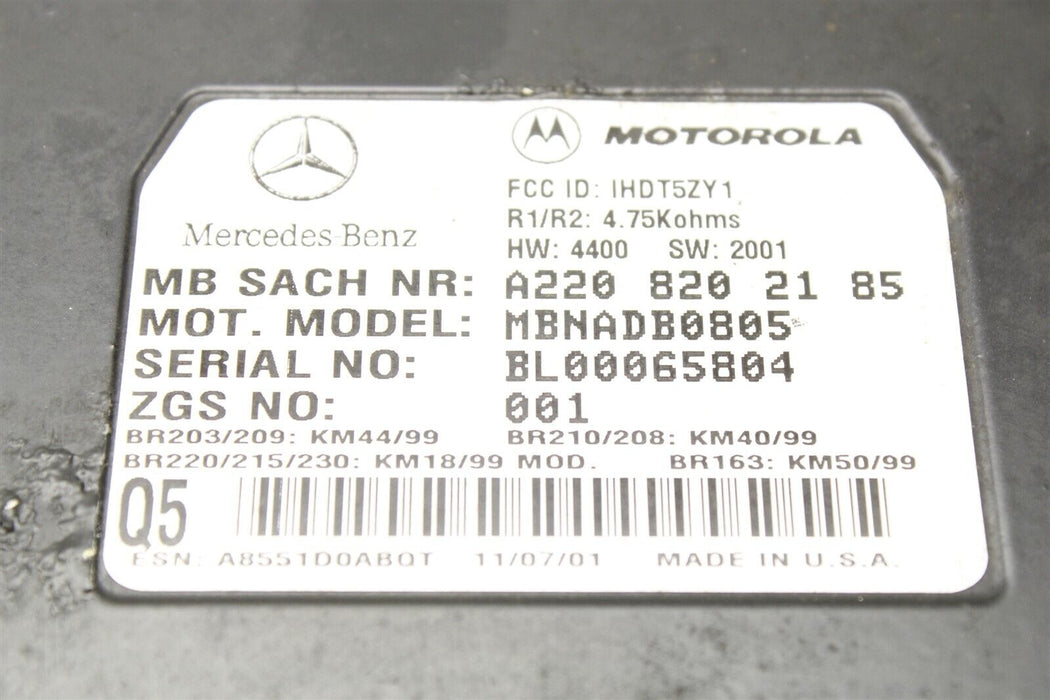 Mercedes-Benz
MOTOROLA
FCC ID: IHDT5ZY1
R1/R2: 4.75Kohms
HW: 4400 SW: 2001
MB SACH NR: A220 820 21 85
MOT. MODEL: MBNADB0805
SERIAL NO: BL00065804
ZGS NO: 001
BR203/209: KM44/99 BR210/208: KM40/99
BR220/215/230: KM18/99 MOD. BR163: KM50/99
Q5
ESN: A8551D0ABQT 11/07/01 MADE IN U.S.A.